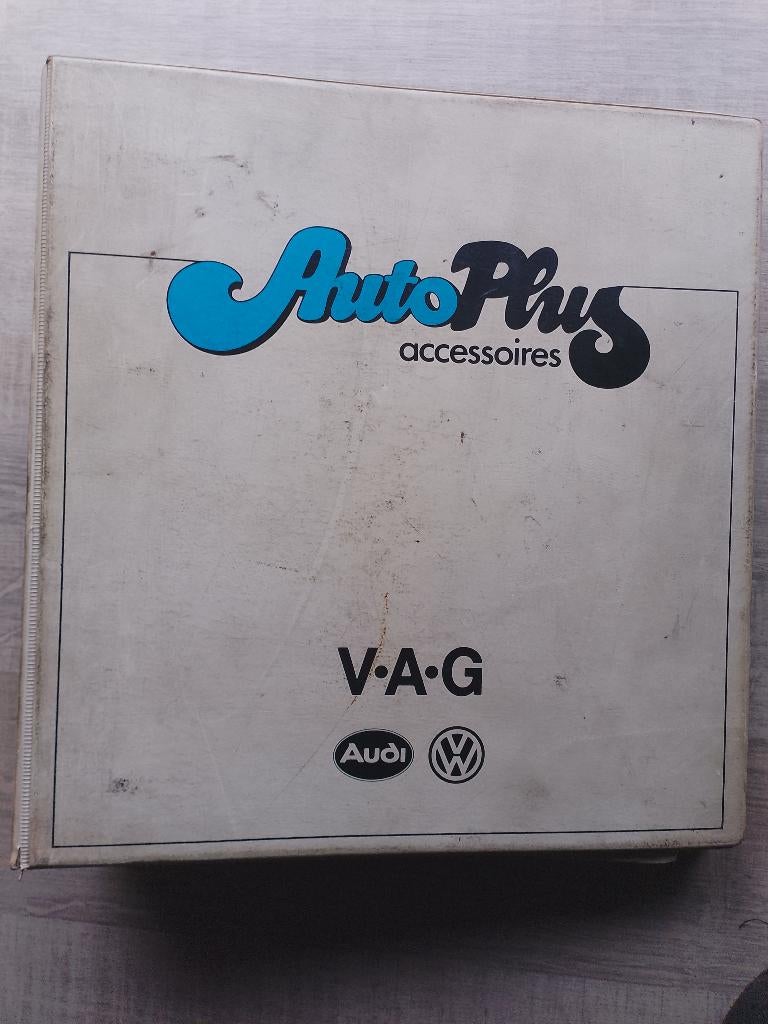 AutoPlus
accessoires
V·A·G
Audi